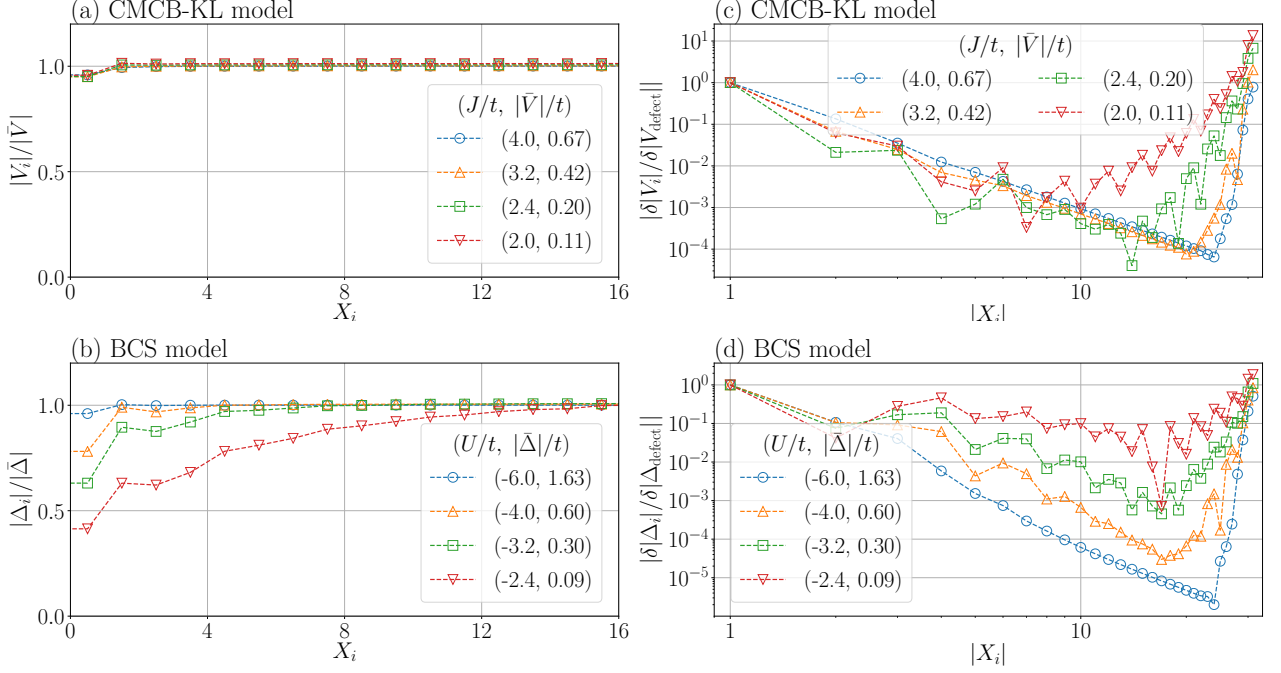 (a) CMCB-KL model
|V_i|/|V̄|
1.0
0.5
0.0
0 4 8 12 16
X_i
(J/t, |V̄|/t)
(4.0, 0.67)
(3.2, 0.42)
(2.4, 0.20)
(2.0, 0.11)
(b) BCS model
|Δ_i|/|Δ̄|
1.0
0.5
0.0
0 4 8 12 16
X_i
(U/t, |Δ̄|/t)
(-6.0, 1.63)
(-4.0, 0.60)
(-3.2, 0.30)
(-2.4, 0.09)
(c) CMCB-KL model
|δ|V_i|/δ|V_defect||
10^1
10^0
10^-1
10^-2
10^-3
10^-4
1 10
|X_i|
(J/t, |V̄|/t)
(4.0, 0.67) (2.4, 0.20)
(3.2, 0.42) (2.0, 0.11)
(d) BCS model
|δ|Δ_i|/δ|Δ_defect||
10^0
10^-1
10^-2
10^-3
10^-4
10^-5
1 10
|X_i|
(U/t, |Δ̄|/t)
(-6.0, 1.63)
(-4.0, 0.60)
(-3.2, 0.30)
(-2.4, 0.09)